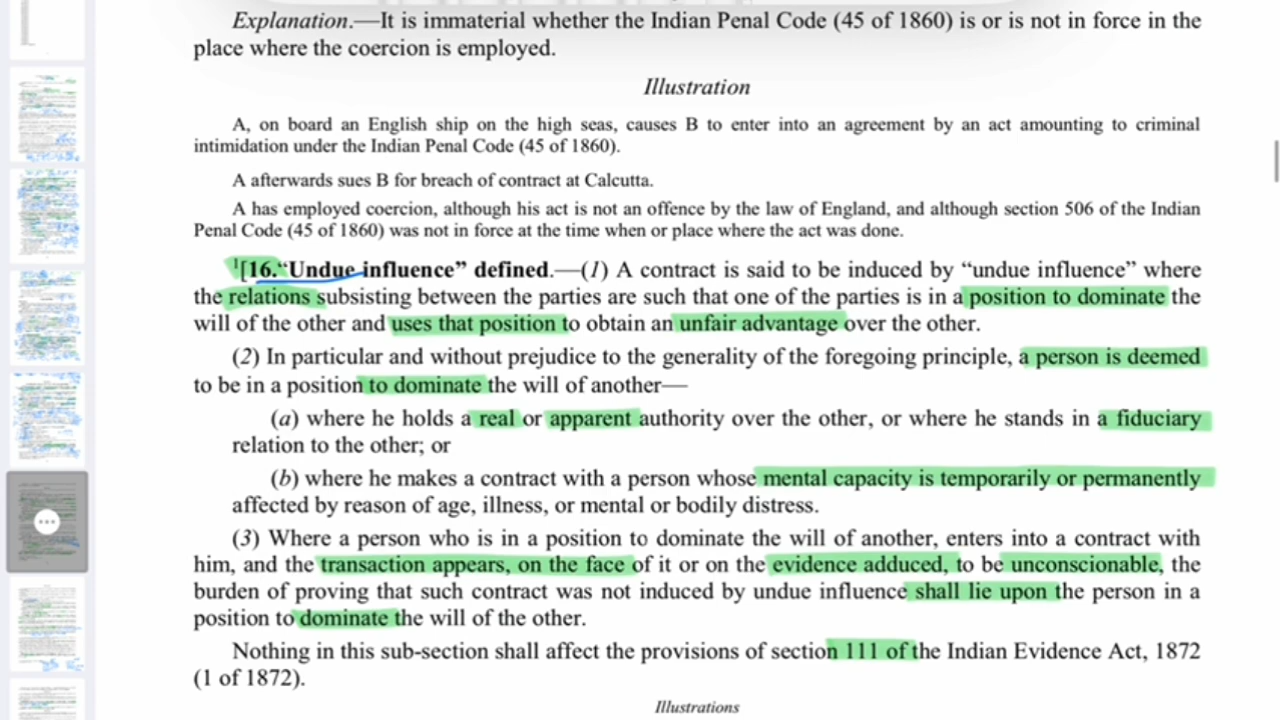 Explanation.—It is immaterial whether the Indian Penal Code (45 of 1860) is or is not in force in the
place where the coercion is employed.
Illustration
A, on board an English ship on the high seas, causes B to enter into an agreement by an act amounting to criminal
intimidation under the Indian Penal Code (45 of 1860).
A afterwards sues B for breach of contract at Calcutta.
A has employed coercion, although his act is not an offence by the law of England, and although section 506 of the Indian
Penal Code (45 of 1860) was not in force at the time when or place where the act was done.
1[16.“Undue influence” defined.—(1) A contract is said to be induced by “undue influence” where
the relations subsisting between the parties are such that one of the parties is in a position to dominate the
will of the other and uses that position to obtain an unfair advantage over the other.
(2) In particular and without prejudice to the generality of the foregoing principle, a person is deemed
to be in a position to dominate the will of another—
(a) where he holds a real or apparent authority over the other, or where he stands in a fiduciary
relation to the other; or
(b) where he makes a contract with a person whose mental capacity is temporarily or permanently
affected by reason of age, illness, or mental or bodily distress.
(3) Where a person who is in a position to dominate the will of another, enters into a contract with
him, and the transaction appears, on the face of it or on the evidence adduced, to be unconscionable, the
burden of proving that such contract was not induced by undue influence shall lie upon the person in a
position to dominate the will of the other.
Nothing in this sub-section shall affect the provisions of section 111 of the Indian Evidence Act, 1872
(1 of 1872).
Illustrations